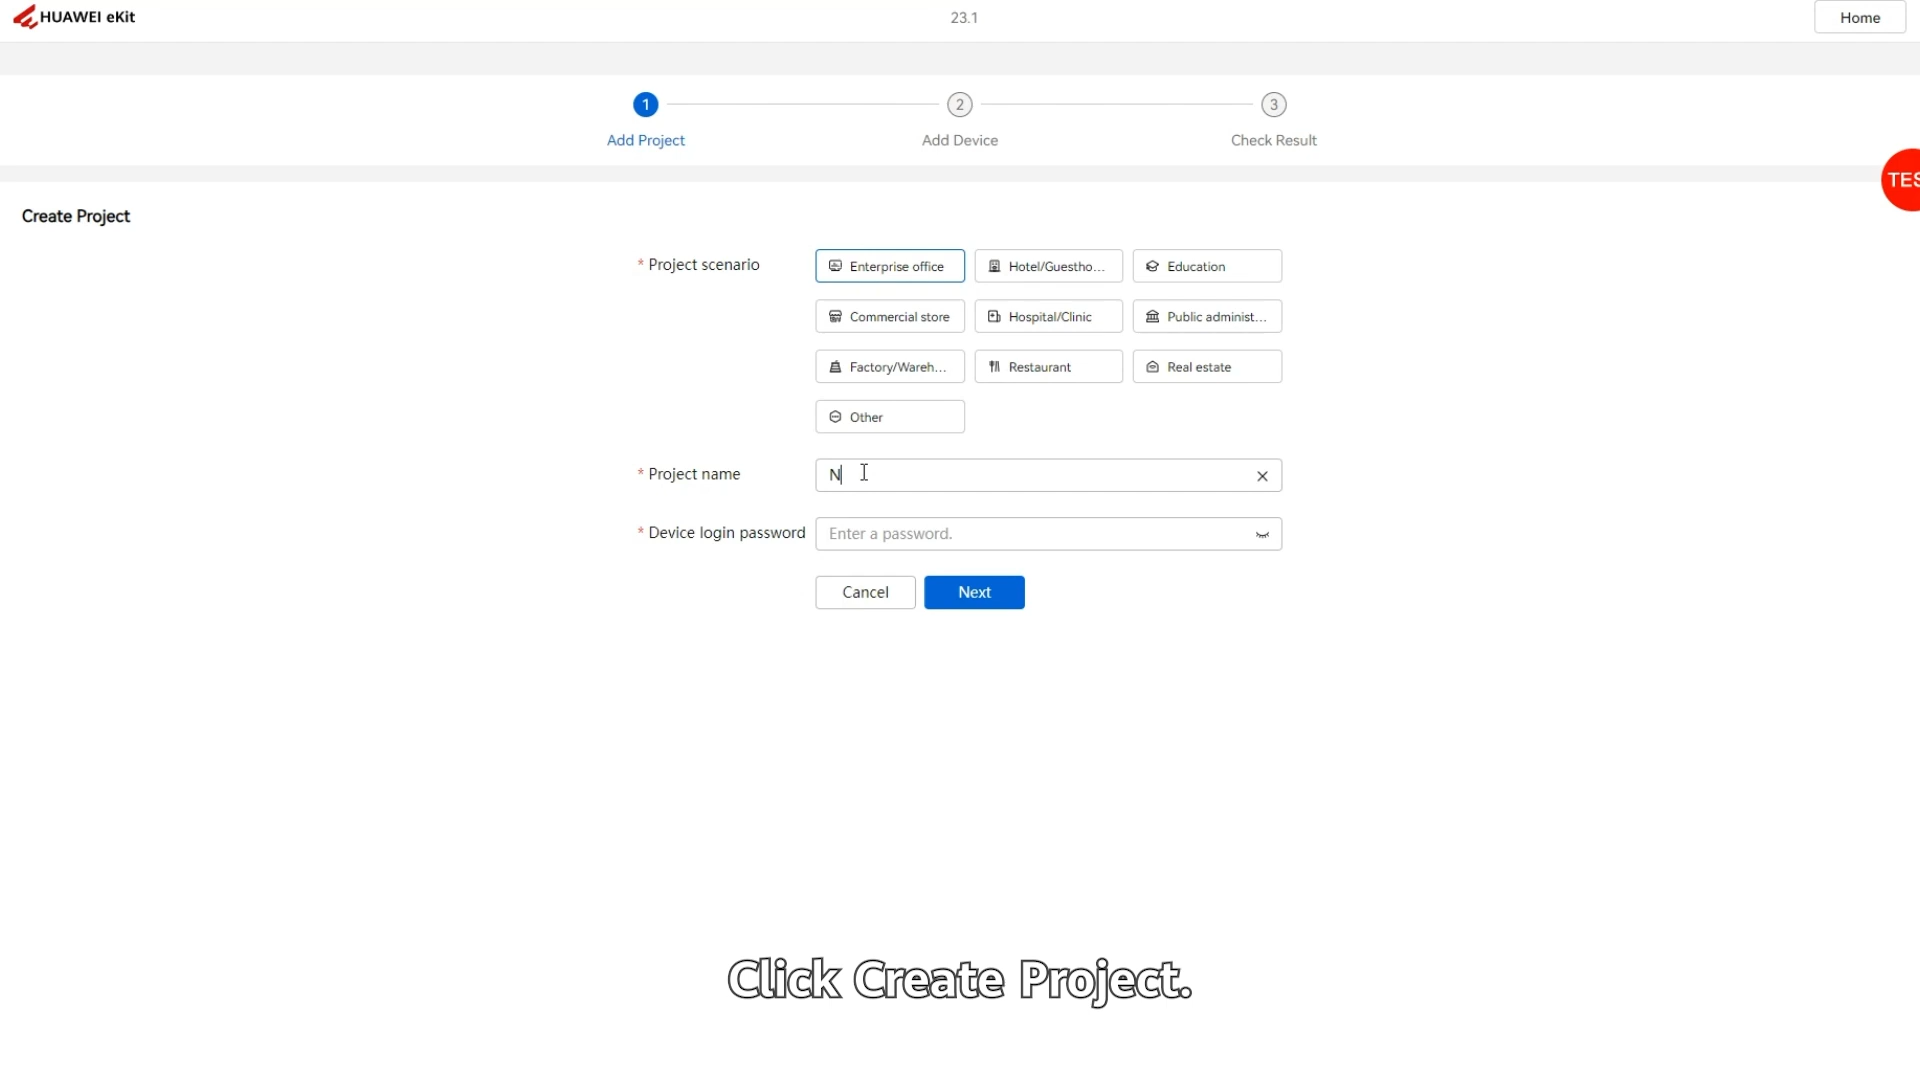 HUAWEI eKit
23.1
Home
1
2
3
Add Project
Add Device
Check Result
TES
Create Project
* Project scenario
Enterprise office
Hotel/Guestho...
Education
Commercial store
Hospital/Clinic
Public administ...
Factory/Wareh...
Restaurant
Real estate
Other
* Project name
N
* Device login password
Enter a password.
Cancel
Next
Click Create Project.